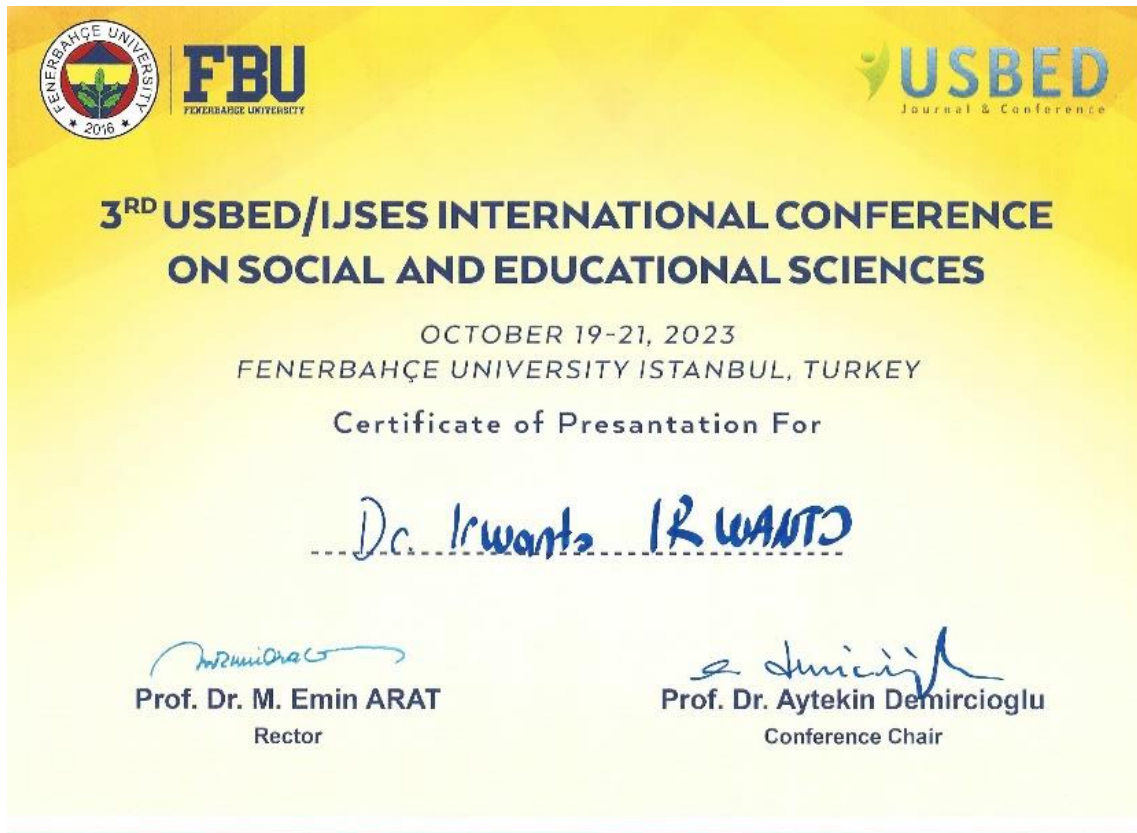 FENERBAHÇE UNIVERSITY
★ 2016 ★
FBU
FENERBAHÇE UNIVERSITY
USBED
Journal & Conference
3RD USBED/IJSES INTERNATIONAL CONFERENCE
ON SOCIAL AND EDUCATIONAL SCIENCES
OCTOBER 19-21, 2023
FENERBAHÇE UNIVERSITY ISTANBUL, TURKEY
Certificate of Presantation For
Dr. Irwanto IRWANTO
Prof. Dr. M. Emin ARAT
Rector
Prof. Dr. Aytekin Demircioglu
Conference Chair